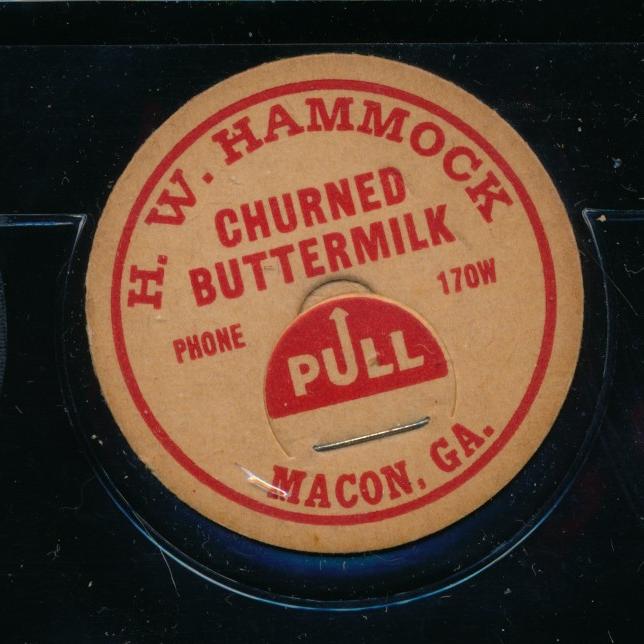 H. W. HAMMOCK
CHURNED
BUTTERMILK
PHONE 170W
PULL
MACON, GA.